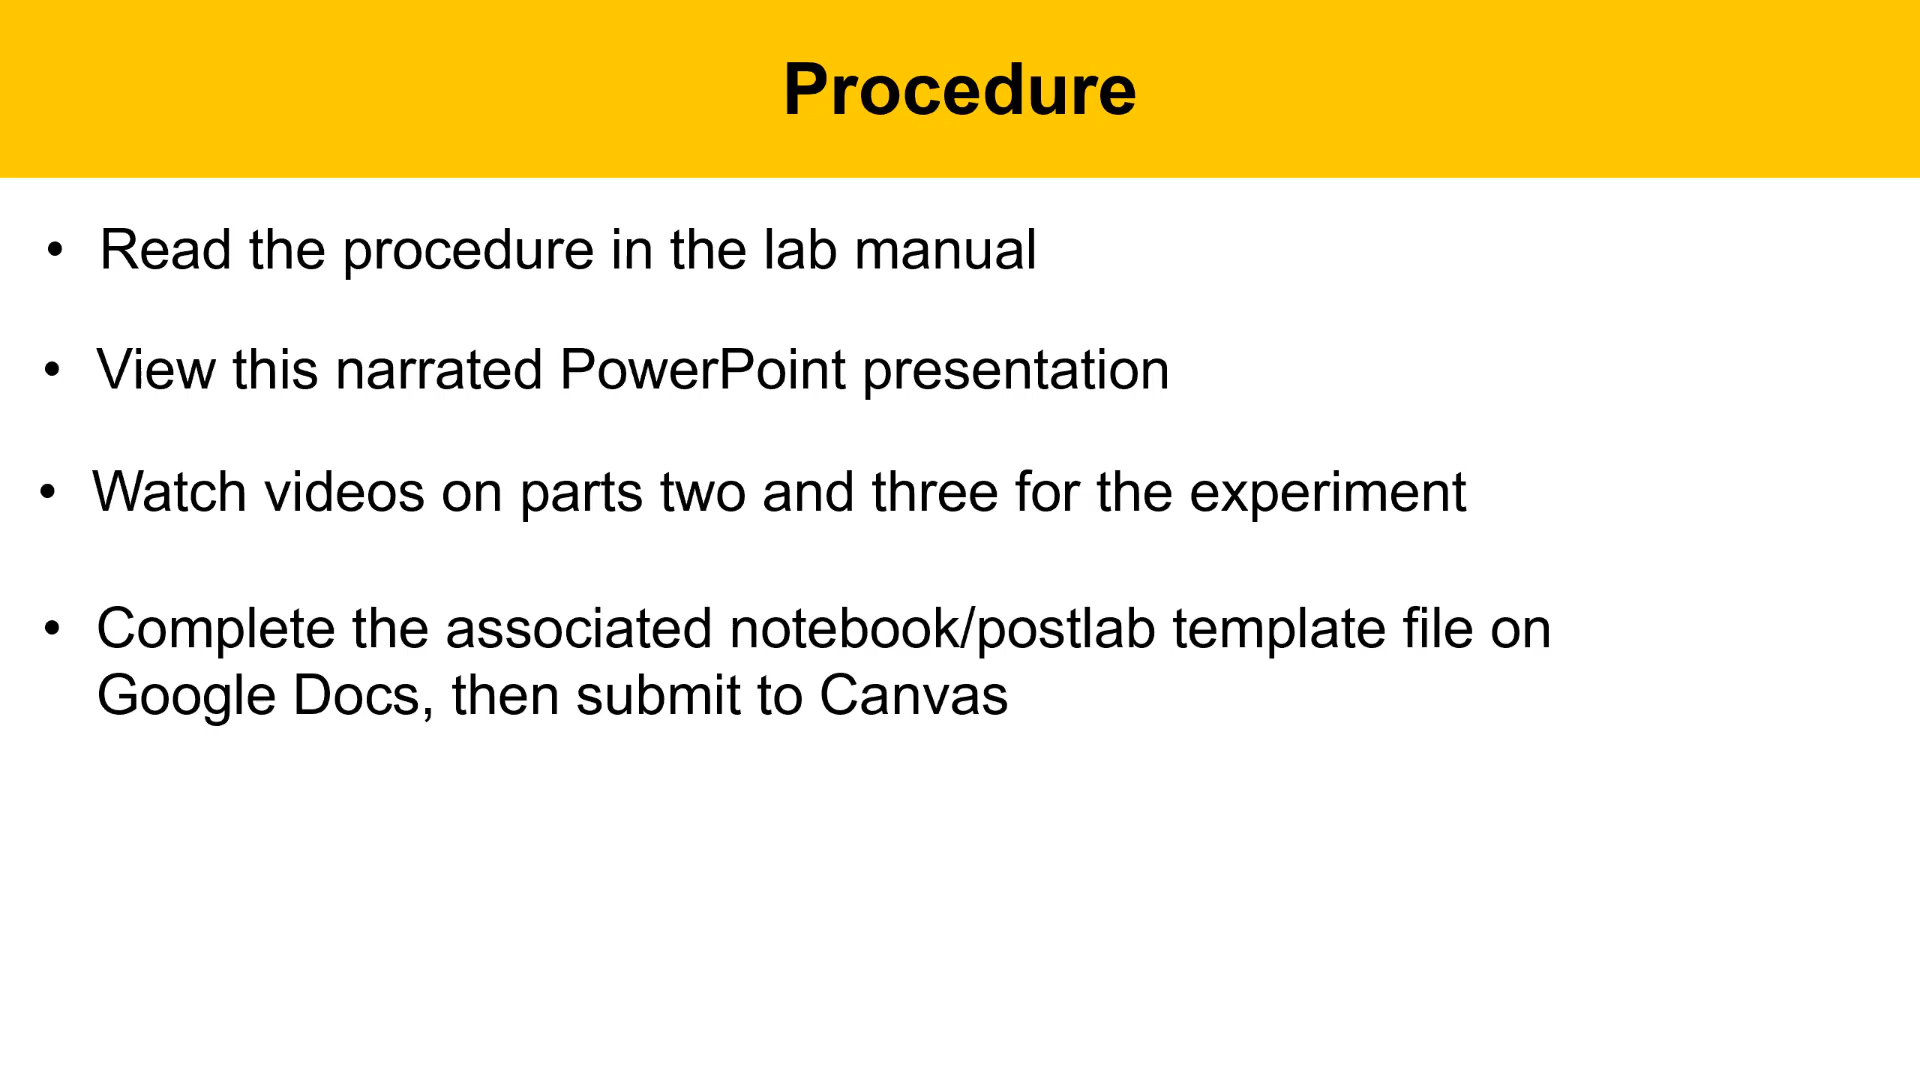 Procedure
• Read the procedure in the lab manual
• View this narrated PowerPoint presentation
• Watch videos on parts two and three for the experiment
• Complete the associated notebook/postlab template file on
Google Docs, then submit to Canvas